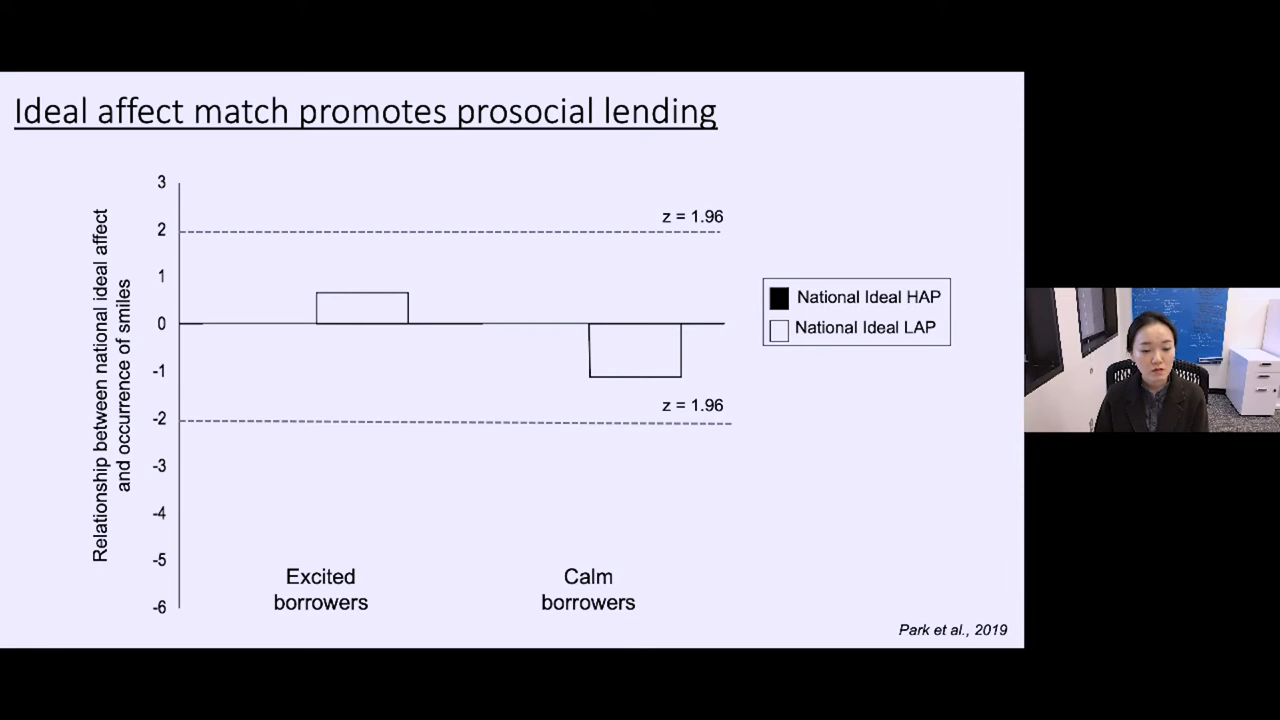 Ideal affect match promotes prosocial lending
Relationship between national ideal affect
and occurrence of smiles
3
2
1
0
-1
-2
-3
-4
-5
-6
z = 1.96
z = 1.96
National Ideal HAP
National Ideal LAP
Excited
borrowers
Calm
borrowers
Park et al., 2019